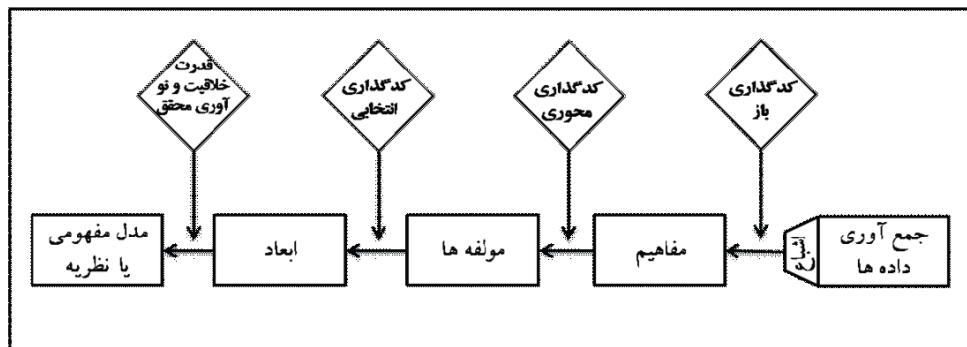 کدگذاری
باز
کدگذاری
محوری
کدگذاری
انتخابی
قدرت
خلاقیت و نو
آوری محقق
جمع آوری
داده ها
اشباع
مفاهیم
مولفه ها
ابعاد
مدل مفهومی
یا نظریه